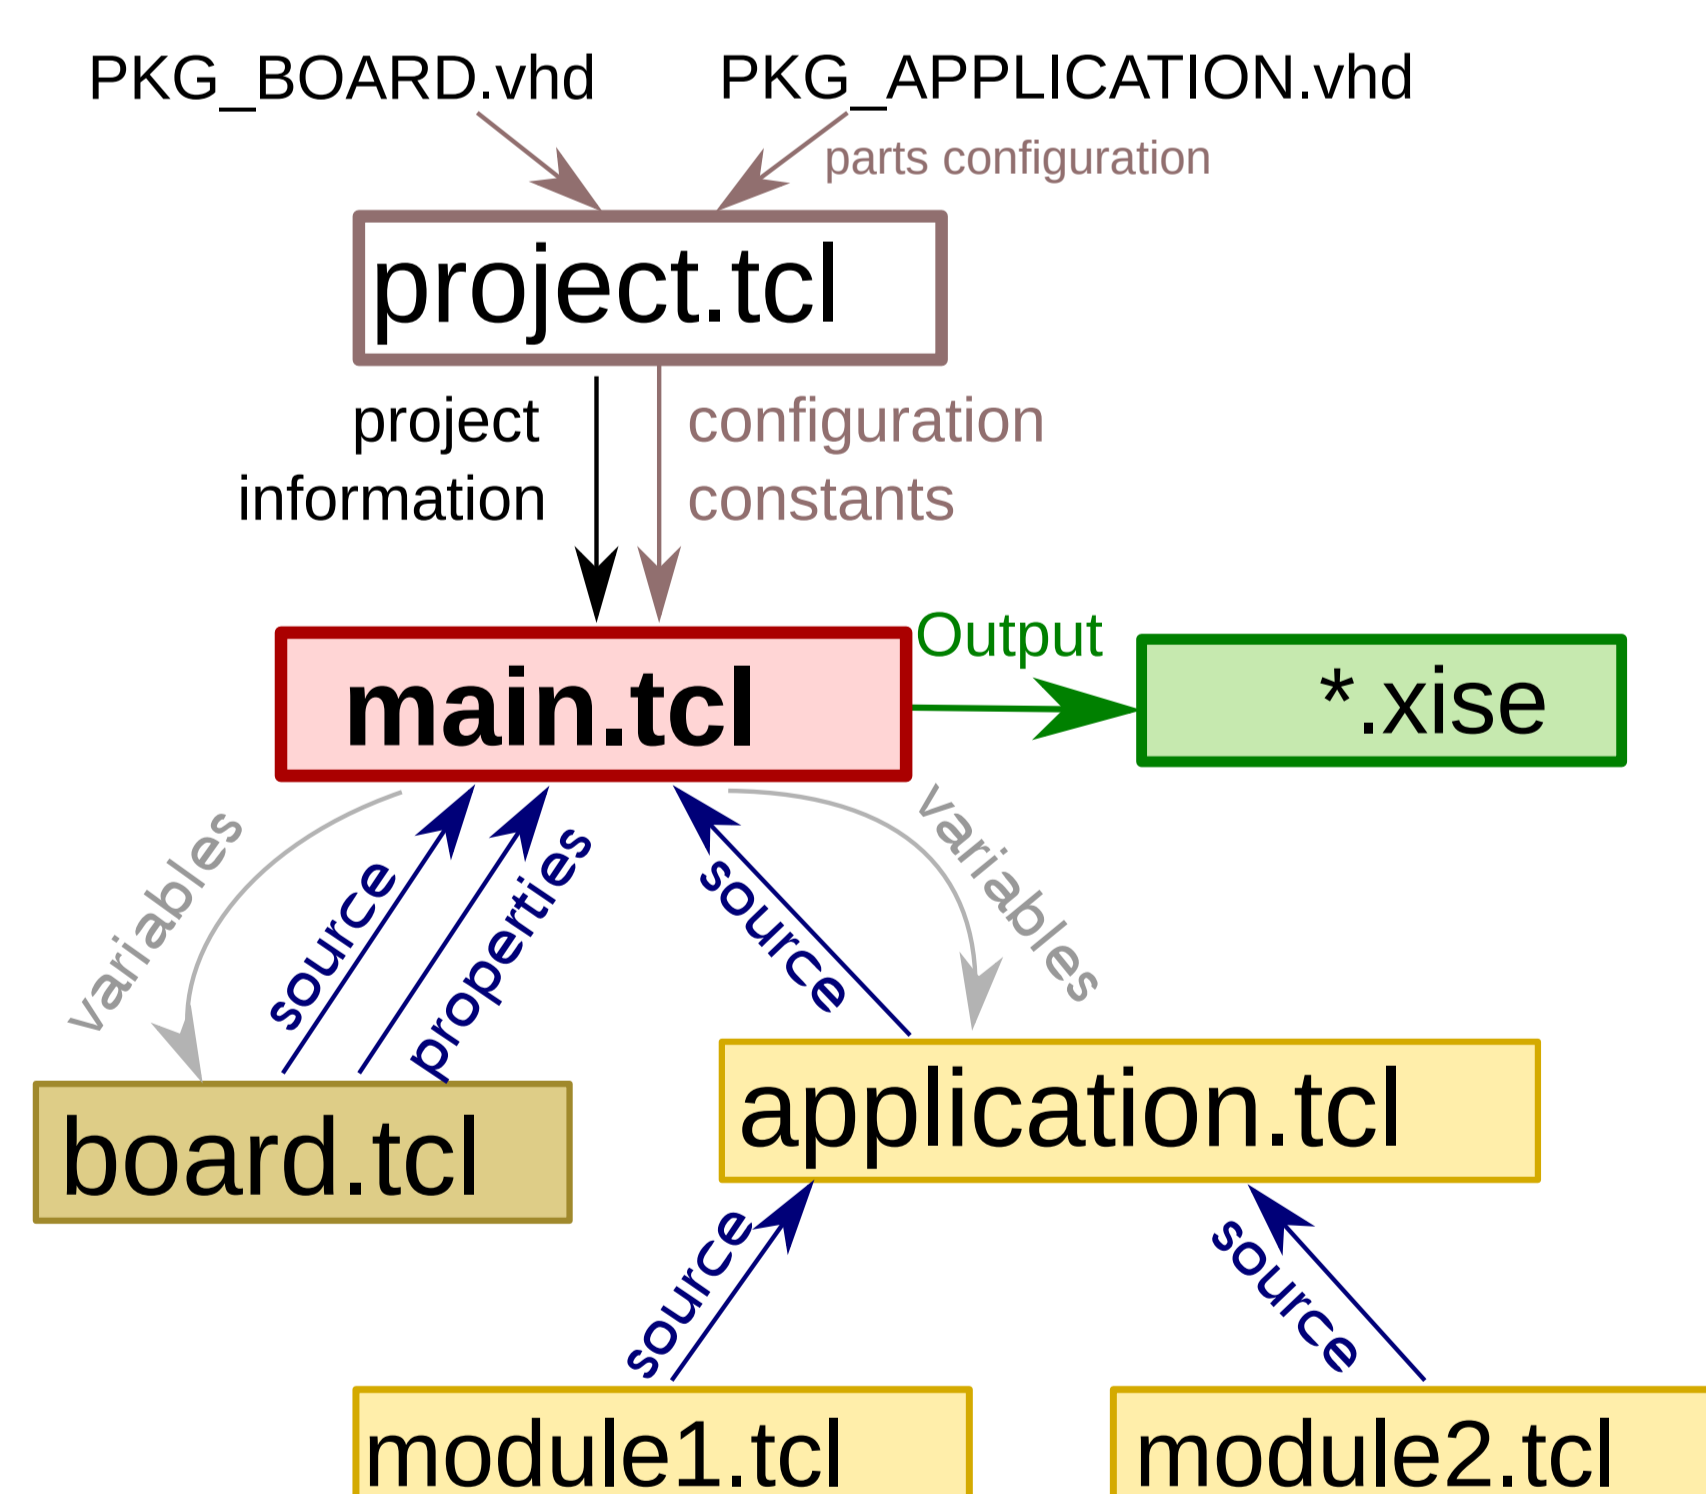 PKG_BOARD.vhd
PKG_APPLICATION.vhd
parts configuration
project.tcl
project
information
configuration
constants
main.tcl
Output
*.xise
variables
source
properties
source
variables
board.tcl
application.tcl
source
source
module1.tcl
module2.tcl